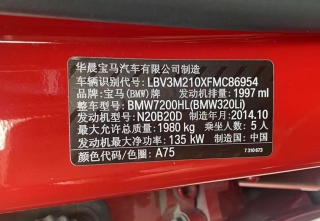 华晨宝马汽车有限公司制造
车辆识别代号: LBV3M210XFMC86954
品牌: 宝马(BMW)牌 发动机排量: 1997 ml
整车型号: BMW7200HL(BMW320Li)
发动机型号: N20B20D 制造年月: 2014.10
最大允许总质量: 1980 kg 乘坐人数: 5 人
发动机最大净功率: 135 kW 制造国: 中国
颜色代码/色圈: A75 7 310 673